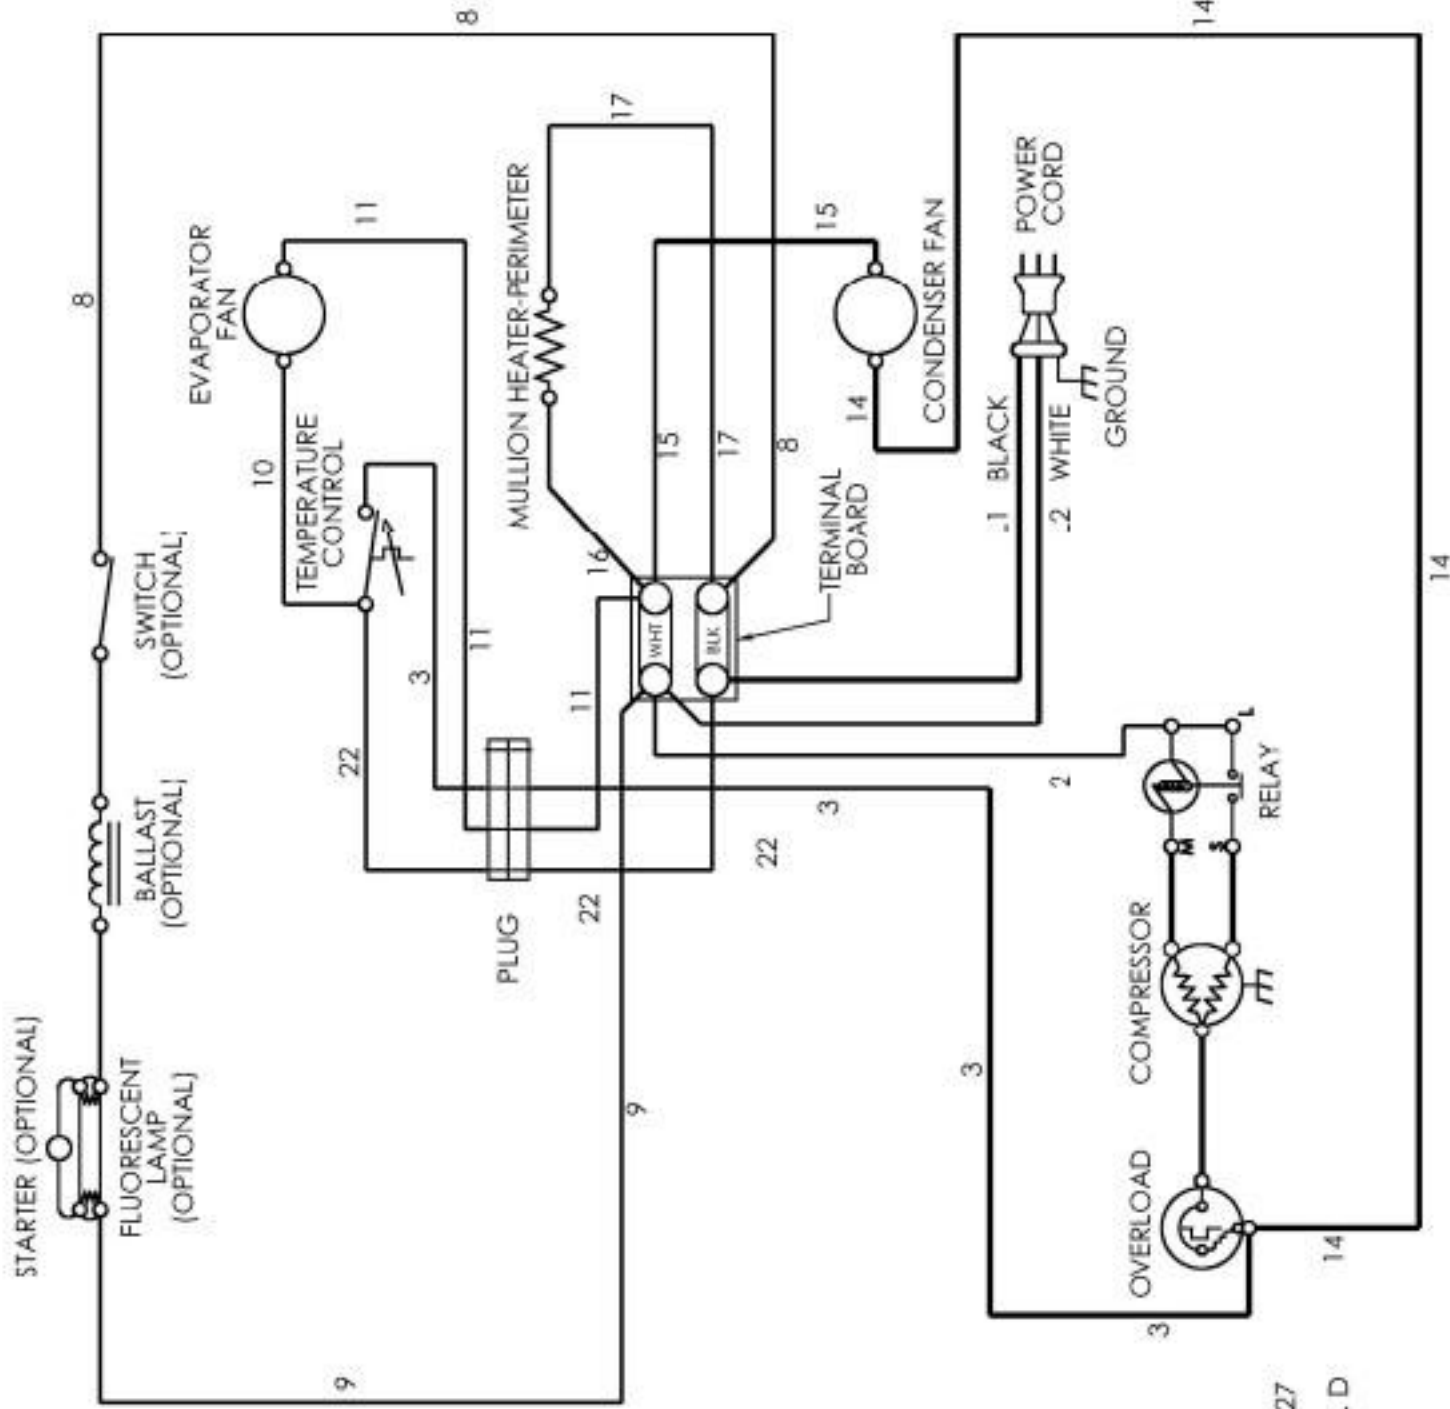 8
14
8
17
11
EVAPORATOR
FAN
MULLION HEATER-PERIMETER
15
CONDENSER FAN
POWER
CORD
GROUND
10
TEMPERATURE
CONTROL
15
17
8
14
.1 BLACK
.2 WHITE
SWITCH
(OPTIONAL)
16
TERMINAL
BOARD
WHT
BLK
11
3
11
22
14
BALLAST
(OPTIONAL)
3
22
2
L
RELAY
M
S
PLUG
22
COMPRESSOR
STARTER (OPTIONAL)
FLUORESCENT
LAMP
(OPTIONAL)
9
3
OVERLOAD
14
3
9
27
. D